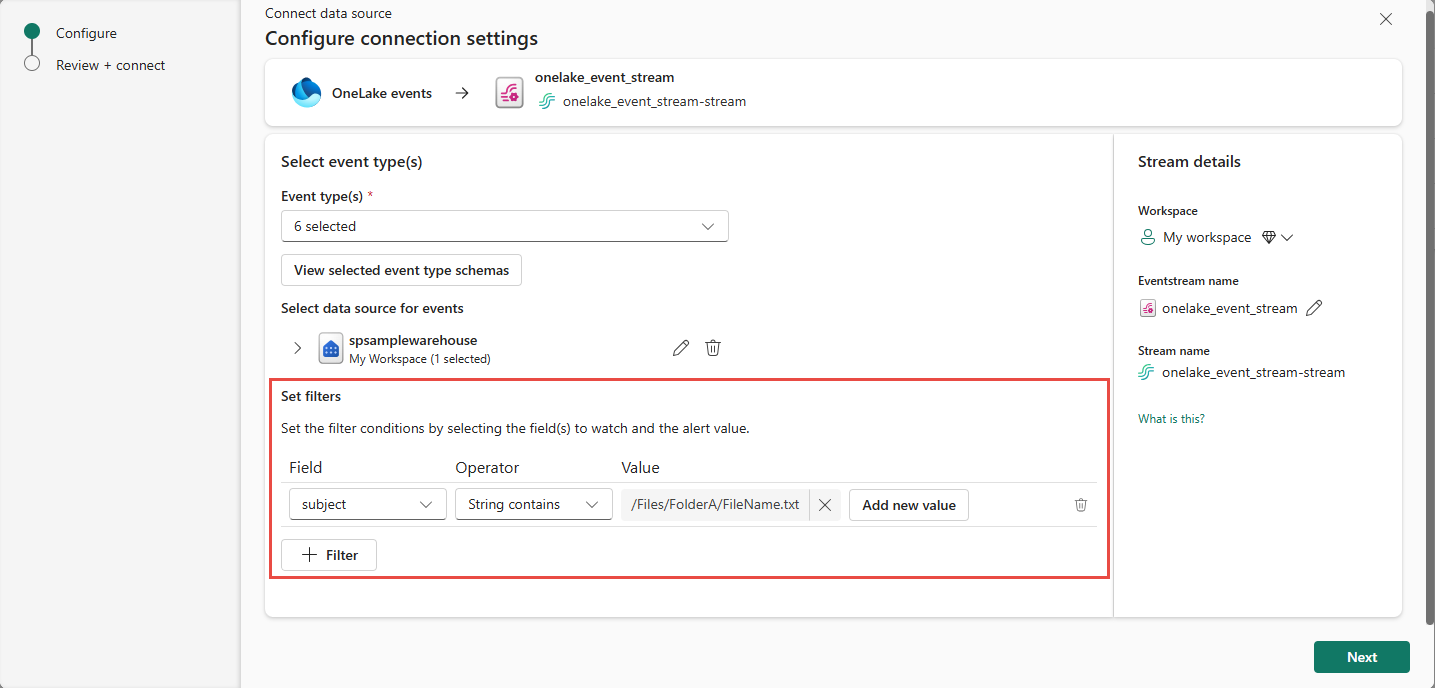 Configure
Review + connect
Connect data source
Configure connection settings
OneLake events
onelake_event_stream
onelake_event_stream-stream
Select event type(s)
Event type(s) *
6 selected
View selected event type schemas
Select data source for events
spsamplewarehouse
My Workspace (1 selected)
Set filters
Set the filter conditions by selecting the field(s) to watch and the alert value.
Field Operator Value
subject String contains /Files/FolderA/FileName.txt Add new value
Filter
Stream details
Workspace
My workspace
Eventstream name
onelake_event_stream
Stream name
onelake_event_stream-stream
What is this?
Next